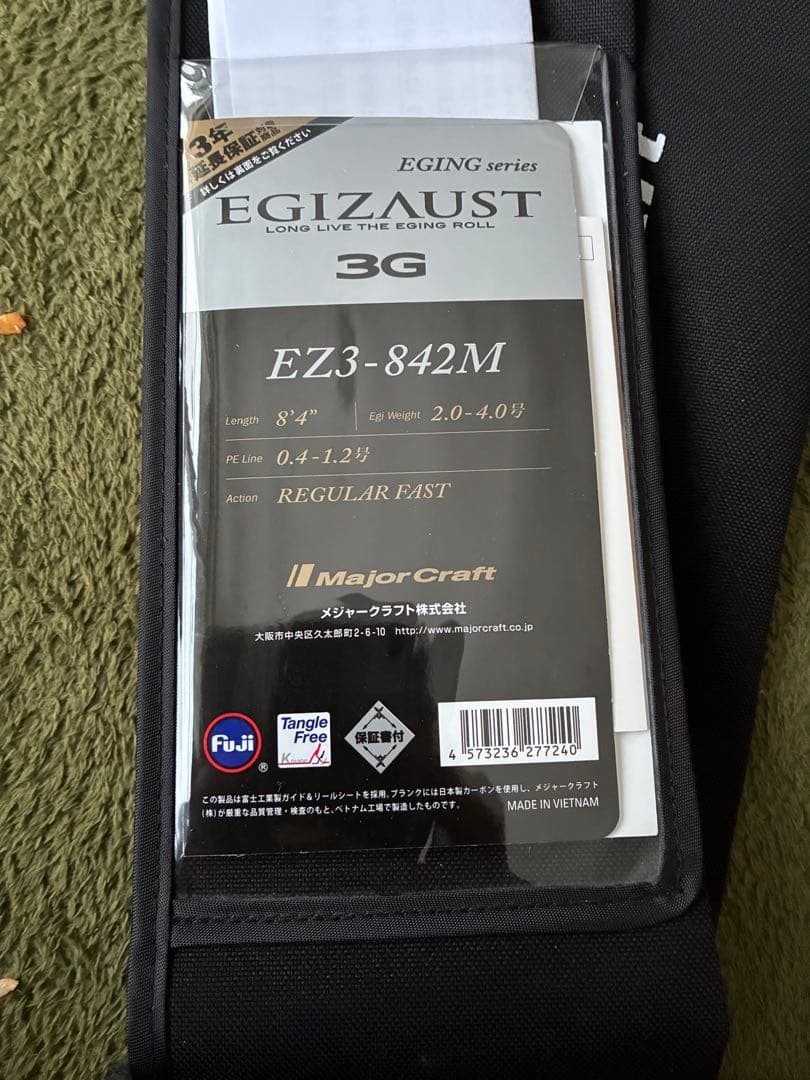 3年
延長保証対象商品
詳しくは裏面をご覧ください
EGING series
EGIZAUST
LONG LIVE THE EGING ROLL
3G
EZ3-842M
Length 8'4" Egi Weight 2.0-4.0号
PE Line 0.4-1.2号
Action REGULAR FAST
Major Craft
メジャークラフト株式会社
大阪市中央区久太郎町2-6-10 http://www.majorcraft.co.jp
Fuji ®
Tangle Free
K GUIDE
保証書付
4 573236 277240
この製品は富士工業製ガイド&リールシートを採用。ブランクには日本製カーボンを使用し、メジャークラフト
(株)が厳重な品質管理・検査のもと、ベトナム工場で製造したものです。
MADE IN VIETNAM